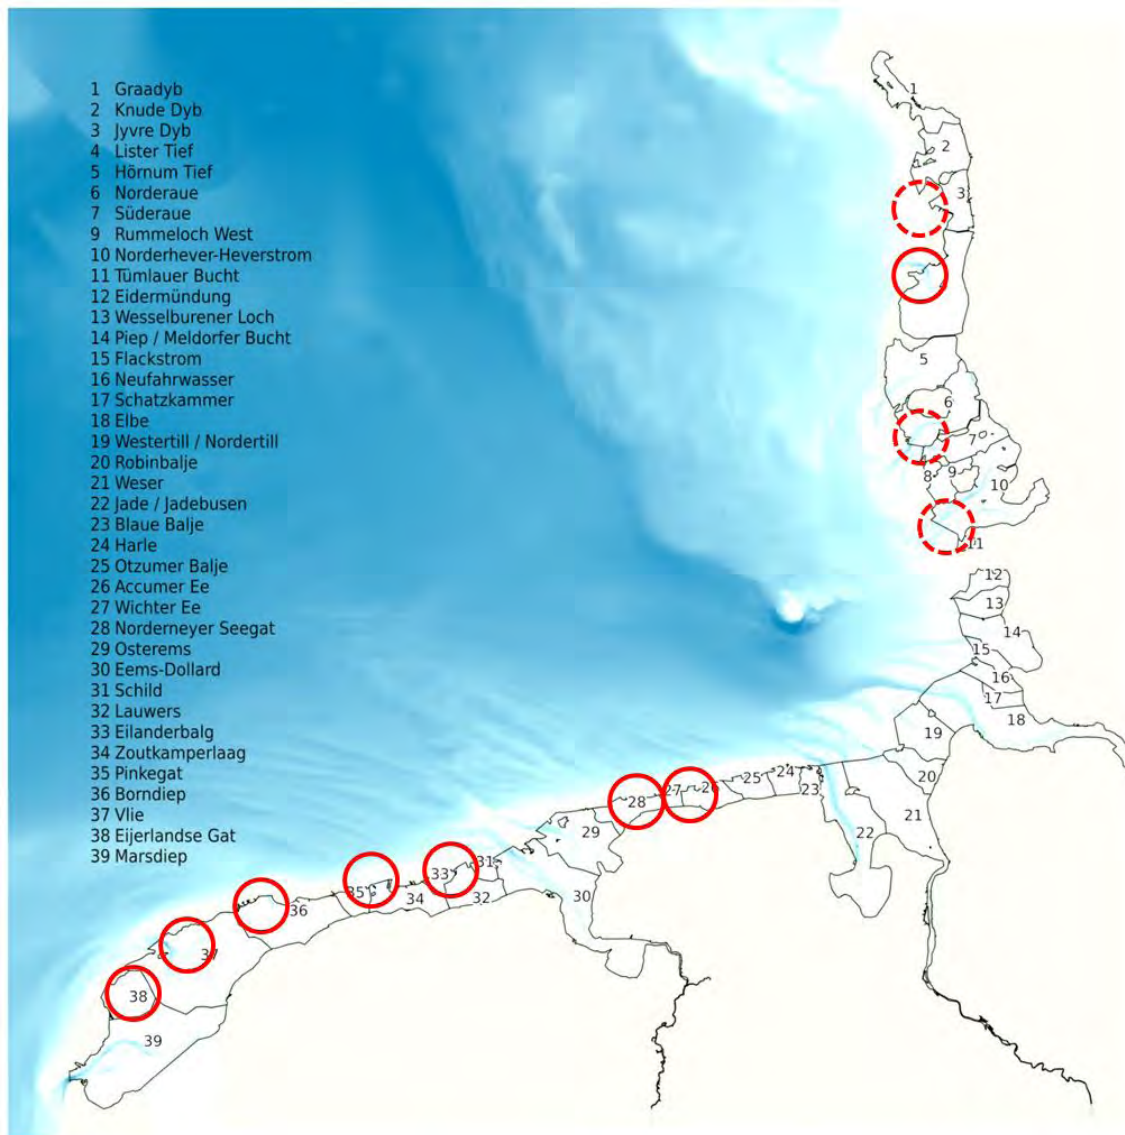 1 Graadyb
2 Knude Dyb
3 Jyvre Dyb
4 Lister Tief
5 Hörnum Tief
6 Norderaue
7 Süderaue
9 Rummeloch West
10 Norderhever-Heverstrom
11 Tümlauer Bucht
12 Eidermündung
13 Wesselburener Loch
14 Piep / Meldorfer Bucht
15 Flackstrom
16 Neufahrwasser
17 Schatzkammer
18 Elbe
19 Westertill / Nordertill
20 Robinbalje
21 Weser
22 Jade / Jadebusen
23 Blaue Balje
24 Harle
25 Otzumer Balje
26 Accumer Ee
27 Wichter Ee
28 Norderneyer Seegat
29 Osterems
30 Eems-Dollard
31 Schild
32 Lauwers
33 Eilanderbalg
34 Zoutkamperlaag
35 Pinkegat
36 Borndiep
37 Vlie
38 Eijerlandse Gat
39 Marsdiep
1
2
3
5
6
7
8
9
10
11
12
13
14
15
16
17
18
19
20
21
22
23
24
25
26
27
28
29
30
31
32
33
34
35
36
37
38
39